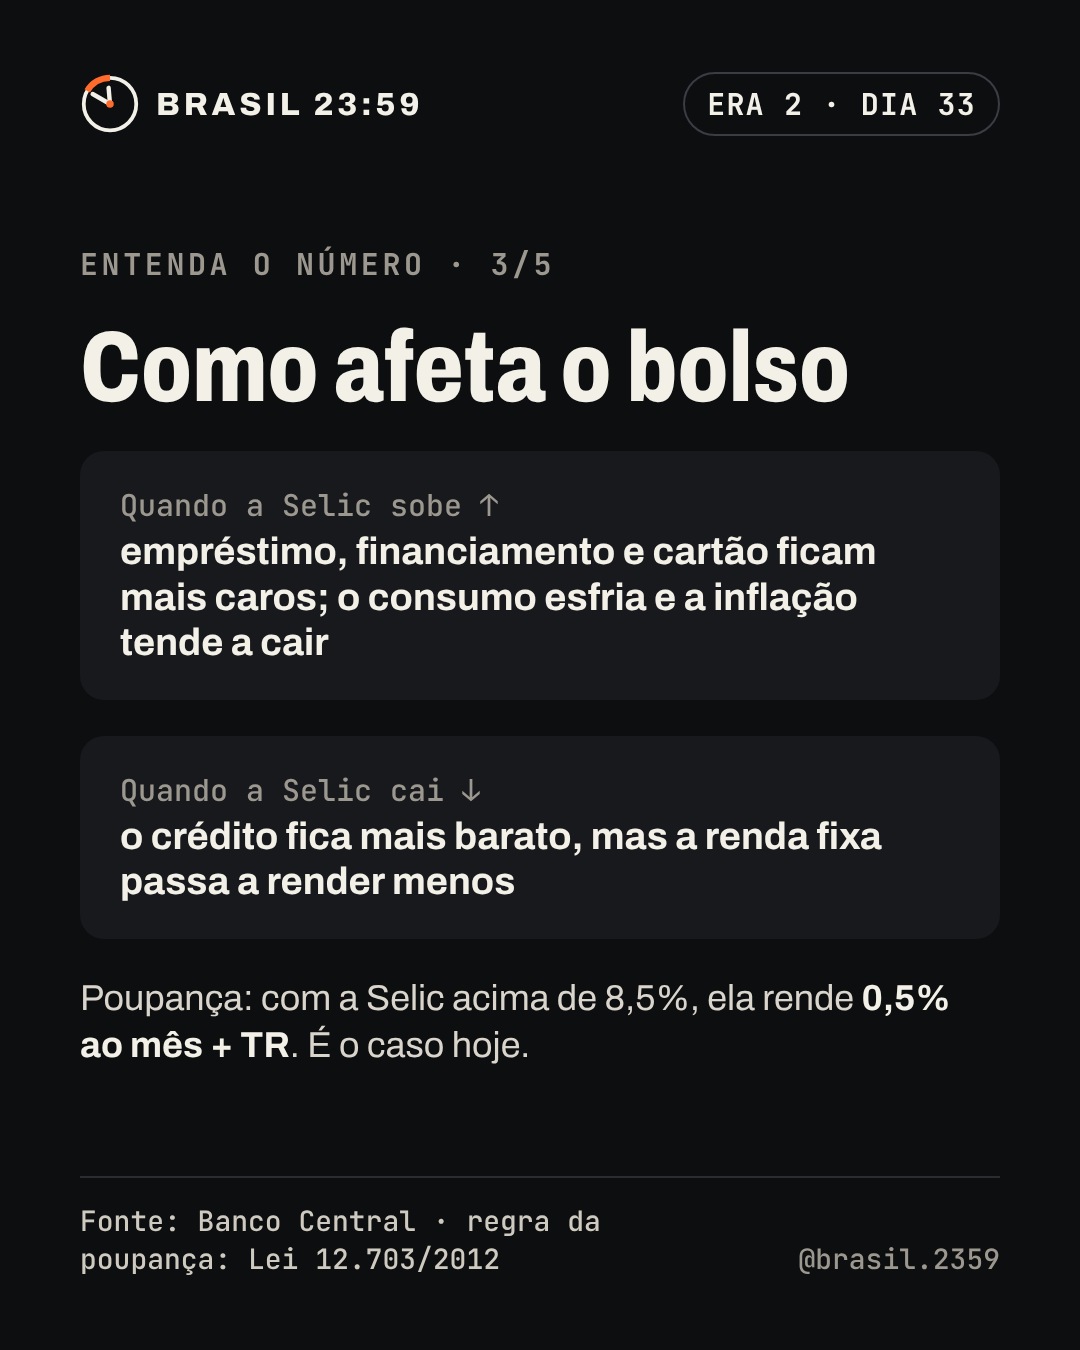 BRASIL 23:59
ERA 2 · DIA 33
ENTENDA O NÚMERO · 3/5
Como afeta o bolso
Quando a Selic sobe ↑
empréstimo, financiamento e cartão ficam
mais caros; o consumo esfria e a inflação
tende a cair
Quando a Selic cai ↓
o crédito fica mais barato, mas a renda fixa
passa a render menos
Poupança: com a Selic acima de 8,5%, ela rende 0,5%
ao mês + TR. É o caso hoje.
Fonte: Banco Central · regra da
poupança: Lei 12.703/2012
@brasil.2359